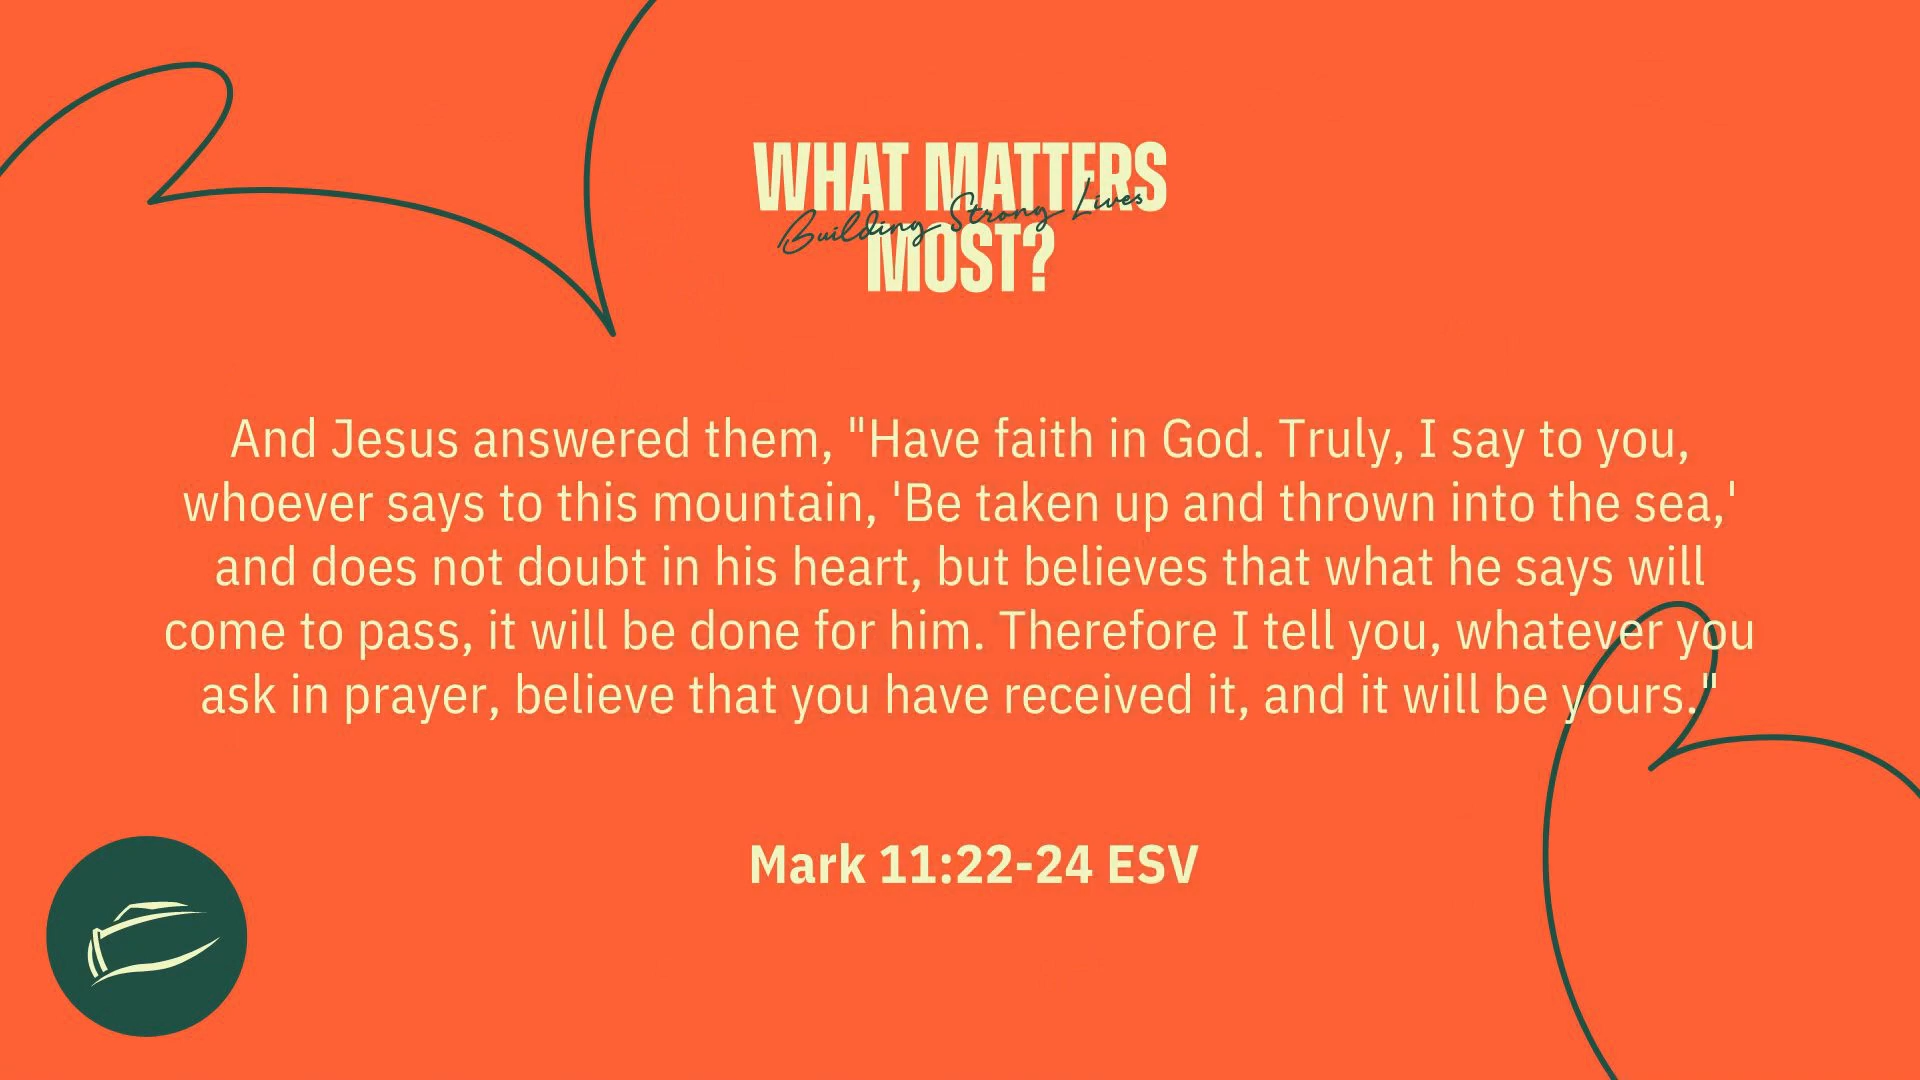 WHAT MATTERS
Building Strong Lives
MOST?
And Jesus answered them, "Have faith in God. Truly, I say to you,
whoever says to this mountain, 'Be taken up and thrown into the sea,'
and does not doubt in his heart, but believes that what he says will
come to pass, it will be done for him. Therefore I tell you, whatever you
ask in prayer, believe that you have received it, and it will be yours."
Mark 11:22-24 ESV